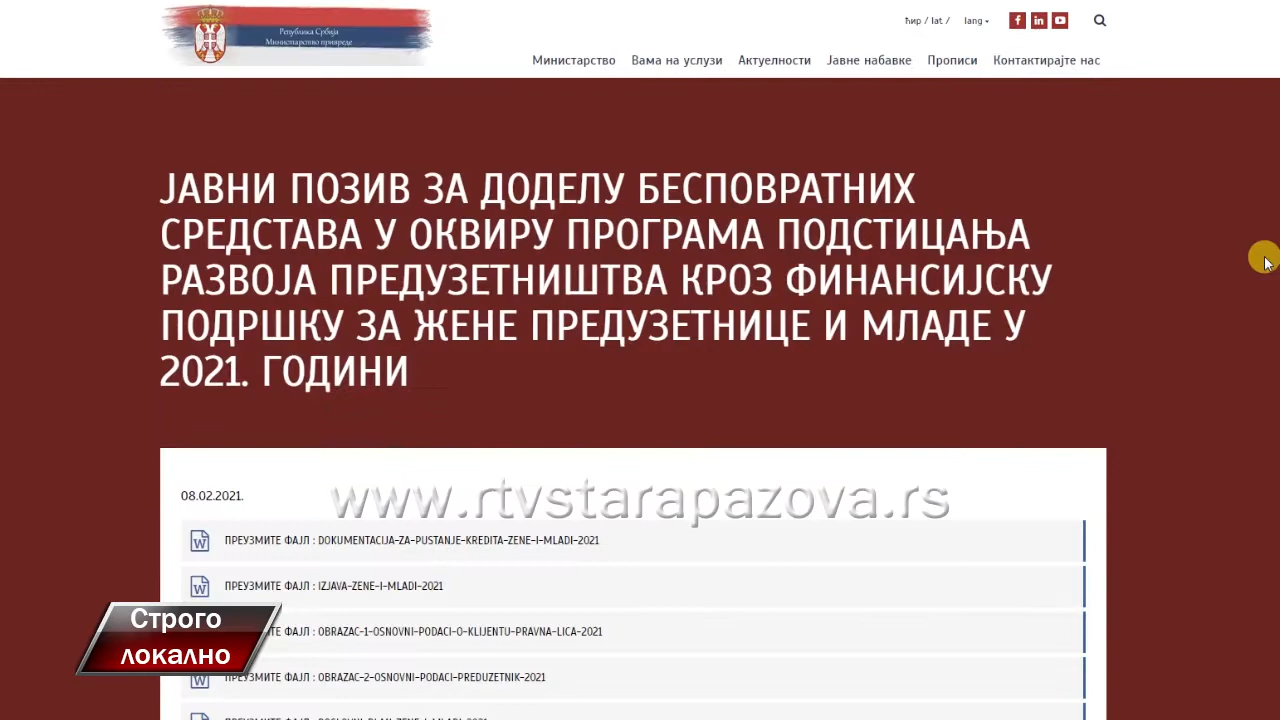 Република Србија
Министарство привреде
ћир / lat /
lang
Министарство
Вама на услузи
Актуелности
Јавне набавке
Прописи
Контактирајте нас
ЈАВНИ ПОЗИВ ЗА ДОДЕЛУ БЕСПОВРАТНИХ
СРЕДСТАВА У ОКВИРУ ПРОГРАМА ПОДСТИЦАЊА
РАЗВОЈА ПРЕДУЗЕТНИШТВА КРОЗ ФИНАНСИЈСКУ
ПОДРШКУ ЗА ЖЕНЕ ПРЕДУЗЕТНИЦЕ И МЛАДЕ У
2021. ГОДИНИ
08.02.2021.
www.rtvstarapazova.rs
ПРЕУЗМИТЕ ФАЈЛ : DOKUMENTACIJA-ZA-PUSTANJE-KREDITA-ZENE-I-MLADI-2021
ПРЕУЗМИТЕ ФАЈЛ : IZJAVA-ZENE-I-MLADI-2021
ФАЈЛ : OBRAZAC-1-OSNOVNI-PODACI-O-KLIJENTU-PRAVNA-LICA-2021
ПРЕУЗМИТЕ ФАЈЛ : OBRAZAC-2-OSNOVNI-PODACI-PREDUZETNIK-2021
Строго
локално